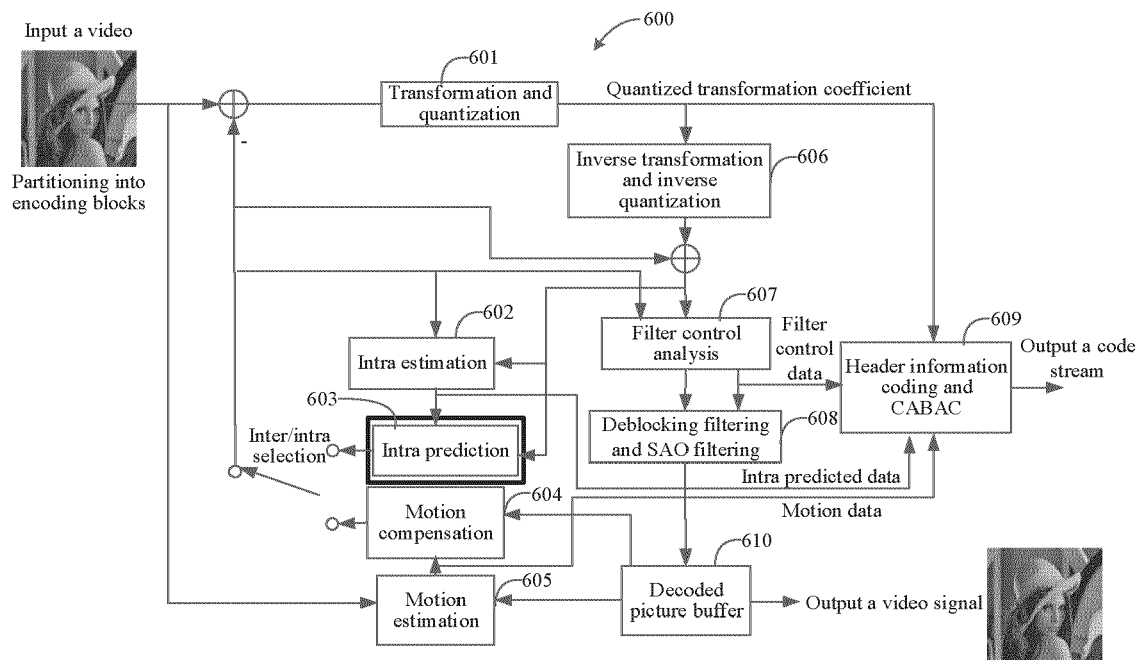 600
Input a video
601
Transformation and
quantization
Quantized transformation coefficient
-
Inverse transformation
and inverse
quantization
606
Partitioning into
encoding blocks
607
602
Filter control
analysis
Filter
control
data
609
Intra estimation
Header information
coding and
CABAC
Output a code
stream
603
Deblocking filtering
and SAO filtering
608
Inter/intra
selection
Intra prediction
Intra predicted data
604
Motion data
Motion
compensation
610
605
Motion
estimation
Decoded
picture buffer
Output a video signal